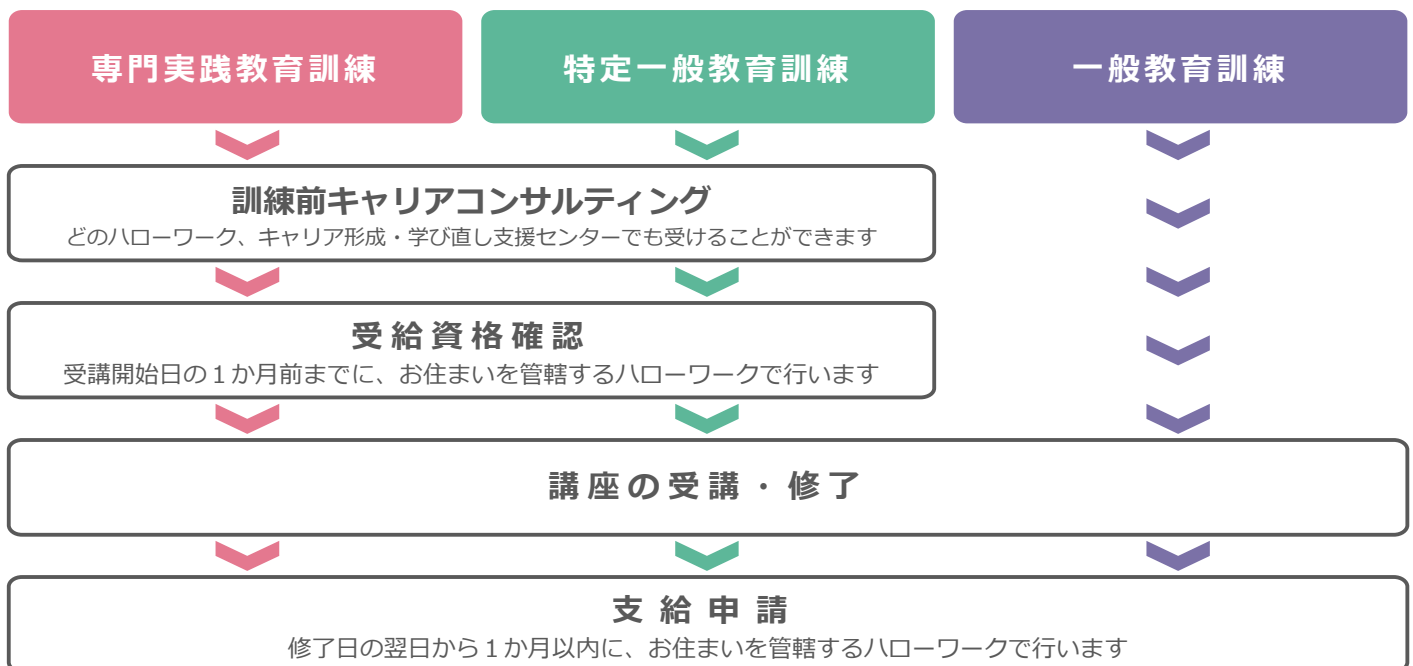 専門実践教育訓練
特定一般教育訓練
一般教育訓練
訓練前キャリアコンサルティング
どのハローワーク、キャリア形成・学び直し支援センターでも受けることができます
受給資格確認
受講開始日の１か月前までに、お住まいを管轄するハローワークで行います
講座の受講・修了
支給申請
修了日の翌日から１か月以内に、お住まいを管轄するハローワークで行います